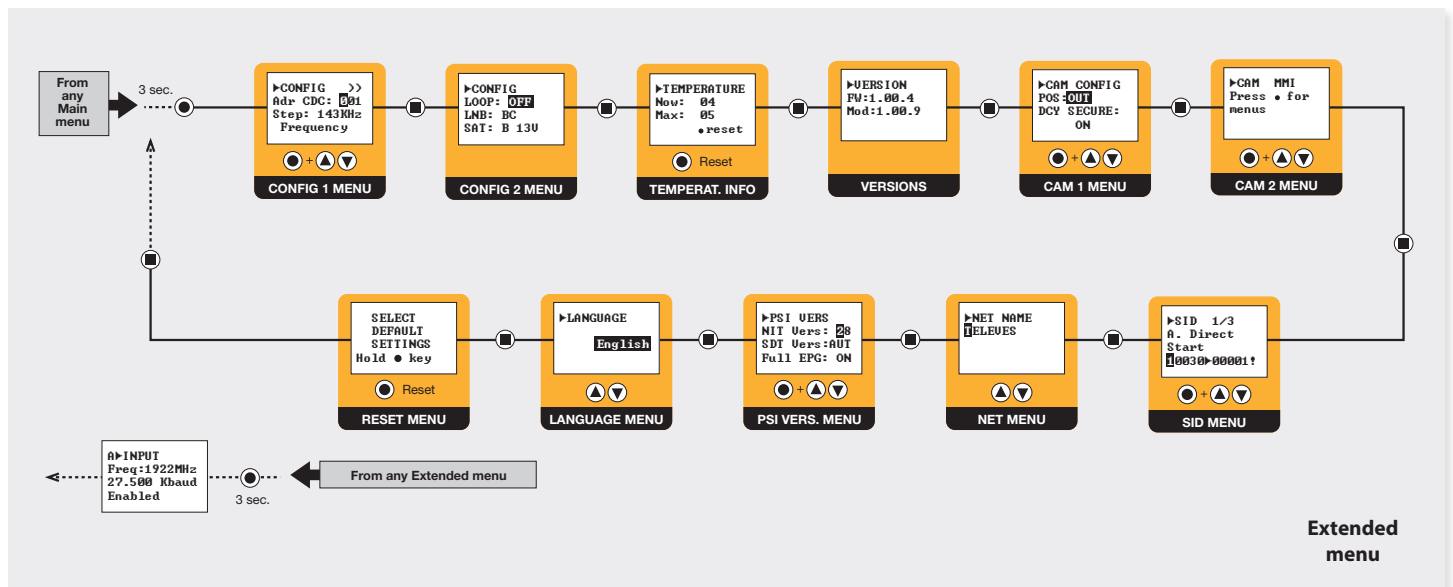 From
any
Main
menu
3 sec.
►CONFIG >>
Adr CDC: 001
Step: 143KHz
Frequency
+
CONFIG 1 MENU
►CONFIG
LOOP: OFF
LNB: BC
SAT: B 13V
CONFIG 2 MENU
►TEMPERATURE
Now: 04
Max: 05
●reset
Reset
TEMPERAT. INFO
►VERSION
FW:1.00.4
Mod:1.00.9
VERSIONS
►CAM CONFIG
POS:OUT
DCY SECURE:
ON
+
CAM 1 MENU
►CAM MMI
Press ● for
menus
+
CAM 2 MENU
SELECT
DEFAULT
SETTINGS
Hold ● key
Reset
RESET MENU
►LANGUAGE
English
LANGUAGE MENU
►PSI VERS
NIT Vers: 28
SDT Vers:AUT
Full EPG: ON
+
PSI VERS. MENU
►NET NAME
TELEVES
NET MENU
►SID 1/3
A. Direct
Start
10030►00001!
+
SID MENU
A►INPUT
Freq:1922MHz
27.500 Kbaud
Enabled
3 sec.
From any Extended menu
Extended
menu